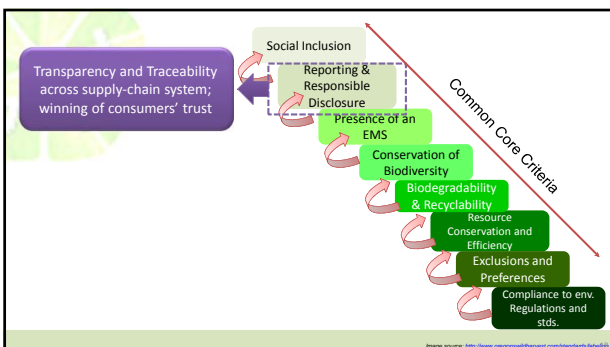 Social Inclusion
Transparency and Traceability
across supply-chain system;
winning of consumers' trust
Reporting &
Responsible
Disclosure
Presence of an
EMS
Conservation of
Biodiversity
Biodegradability
& Recyclability
Resource
Conservation and
Efficiency
Exclusions and
Preferences
Compliance to env.
Regulations and
stds.
Common Core Criteria
Image source: